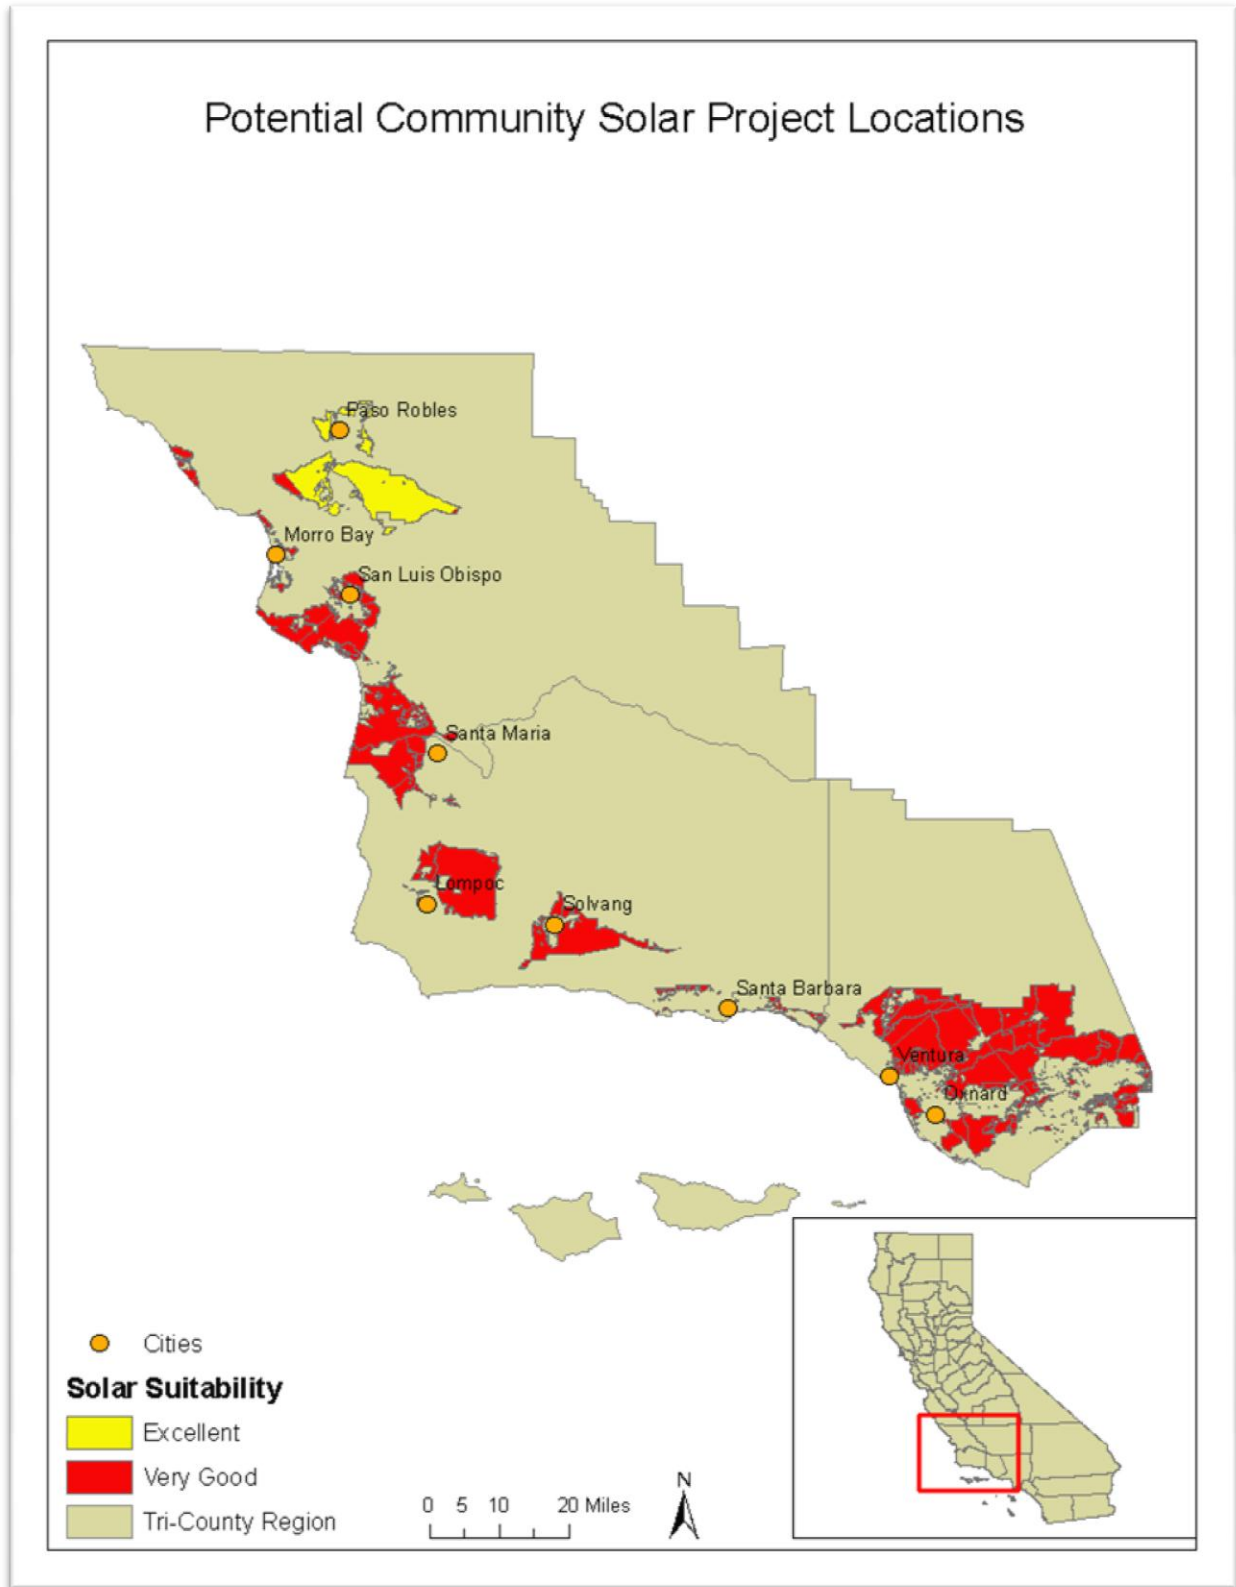 Potential Community Solar Project Locations
Paso Robles
Morro Bay
San Luis Obispo
Santa Maria
Lompoc
Solvang
Santa Barbara
Ventura
Oxnard
Cities
Solar Suitability
Excellent
Very Good
Tri-County Region
0 5 10 20 Miles
N